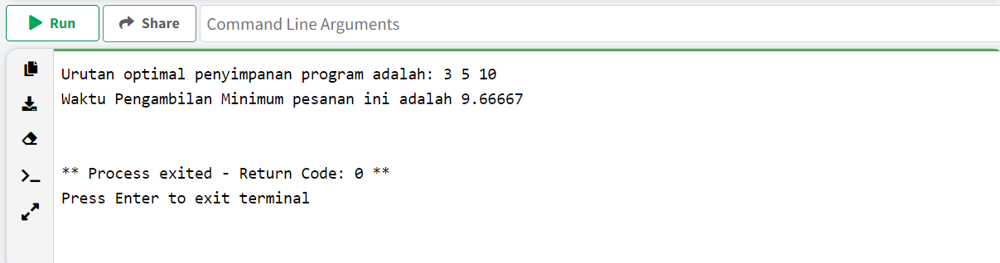 Run Share Command Line Arguments
Urutan optimal penyimpanan program adalah: 3 5 10
Waktu Pengambilan Minimum pesanan ini adalah 9.66667
** Process exited - Return Code: 0 **
Press Enter to exit terminal